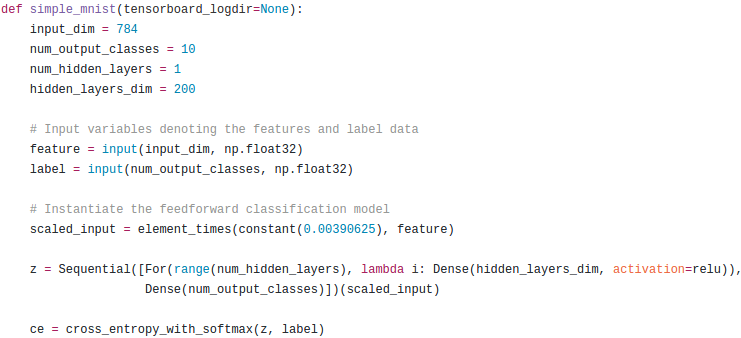 def simple_mnist(tensorboard_logdir=None):
    input_dim = 784
    num_output_classes = 10
    num_hidden_layers = 1
    hidden_layers_dim = 200

    # Input variables denoting the features and label data
    feature = input(input_dim, np.float32)
    label = input(num_output_classes, np.float32)

    # Instantiate the feedforward classification model
    scaled_input = element_times(constant(0.00390625), feature)

    z = Sequential([For(range(num_hidden_layers), lambda i: Dense(hidden_layers_dim, activation=relu)),
                    Dense(num_output_classes)])(scaled_input)

    ce = cross_entropy_with_softmax(z, label)